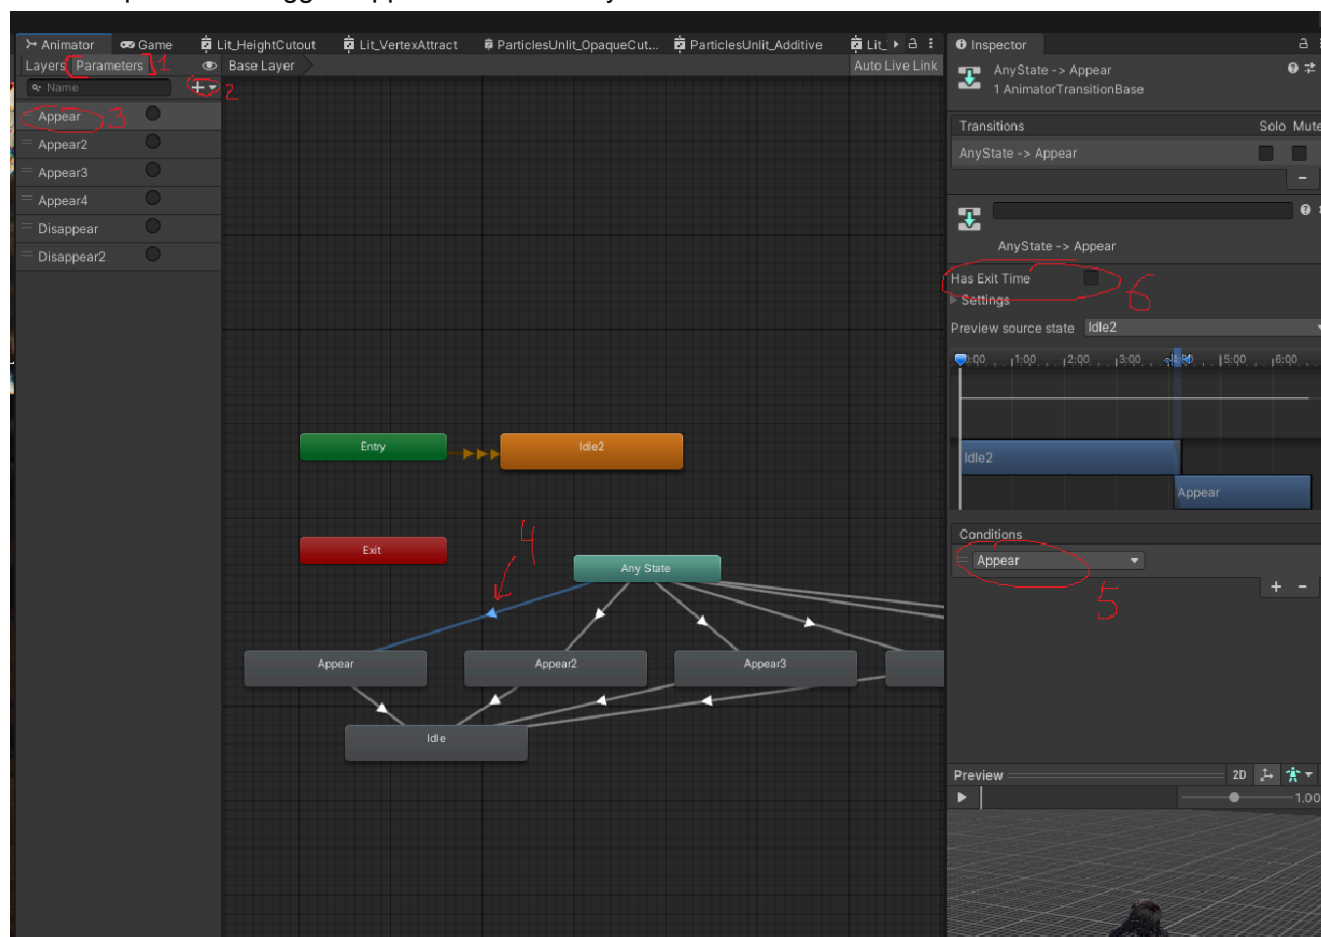 Animator Game Lit_HeightCutout Lit_VertexAttract ParticlesUnlit_OpaqueCut... ParticlesUnlit_Additive Lit_
Layers Parameters 1 Base Layer Auto Live Link
Name 2
Appear 3
Appear2
Appear3
Appear4
Disappear
Disappear2
Entry
Idle2
Exit
4
Any State
Appear
Appear2
Appear3
Idle
Inspector
AnyState -> Appear
1 AnimatorTransitionBase
Transitions Solo Mute
AnyState -> Appear
AnyState -> Appear
Has Exit Time 6
Settings
Preview source state Idle2
1:00 2:00 3:00 5:00 6:00
Idle2
Appear
Conditions
Appear
+ -
5
Preview 2D
1.00